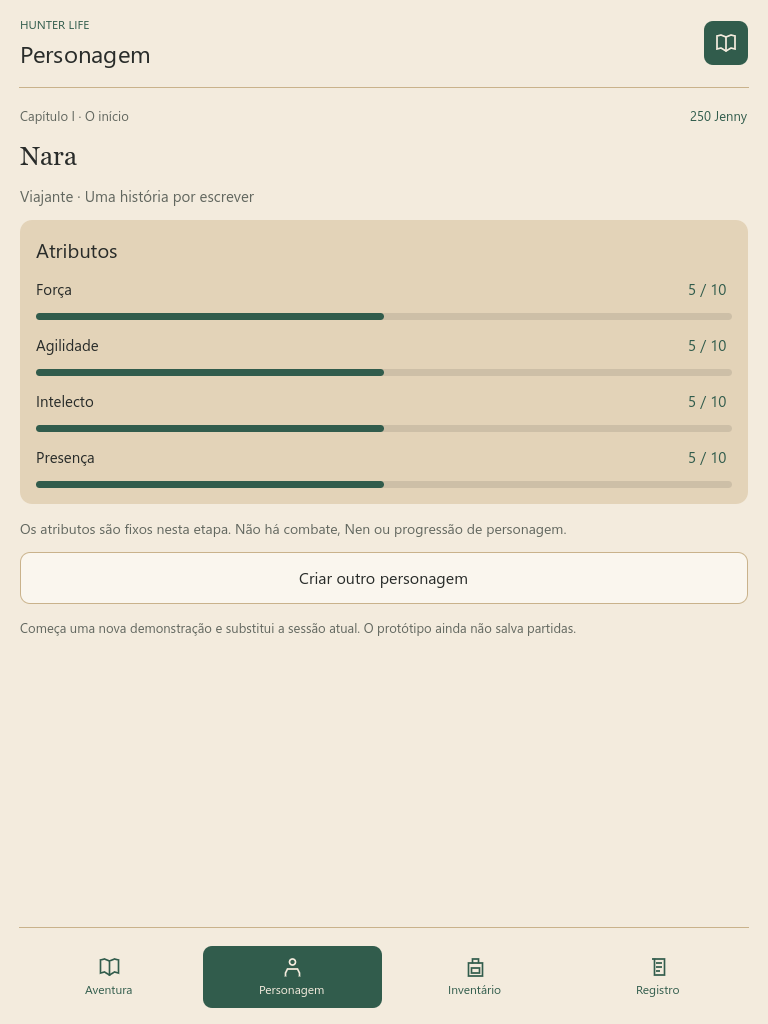 HUNTER LIFE
Personagem
Capítulo I · O início
250 Jenny
Nara
Viajante · Uma história por escrever
Atributos
Força
5 / 10
Agilidade
5 / 10
Intelecto
5 / 10
Presença
5 / 10
Os atributos são fixos nesta etapa. Não há combate, Nen ou progressão de personagem.
Criar outro personagem
Começa uma nova demonstração e substitui a sessão atual. O protótipo ainda não salva partidas.
Aventura
Personagem
Inventário
Registro